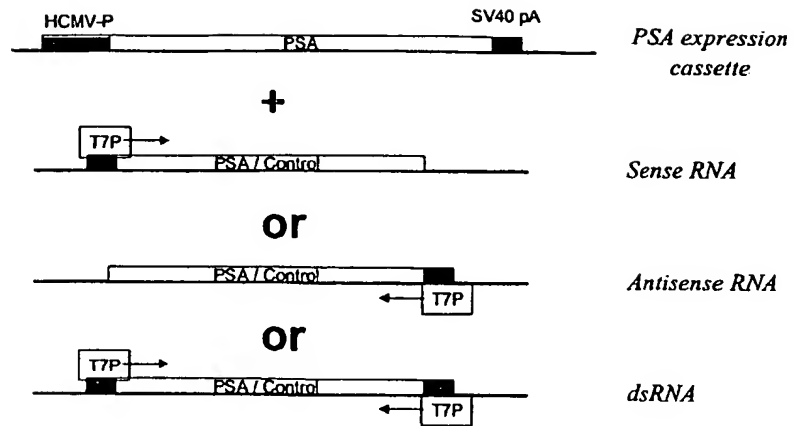 HCMV-P
SV40 pA
PSA
PSA expression
cassette
+
T7P
PSA / Control
Sense RNA
or
PSA / Control
T7P
Antisense RNA
or
T7P
PSA / Control
T7P
dsRNA